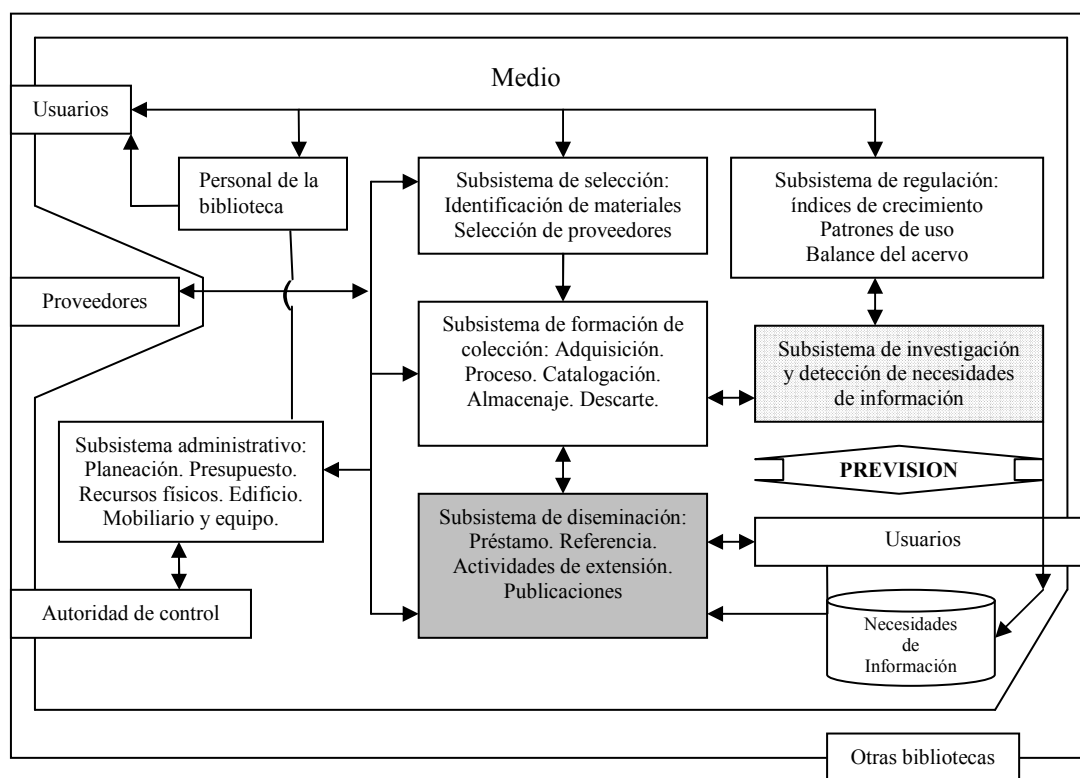 Medio
Usuarios
Personal de la
biblioteca
Subsistema de selección:
Identificación de materiales
Selección de proveedores
Subsistema de regulación:
índices de crecimiento
Patrones de uso
Balance del acervo
Proveedores
Subsistema de formación de
colección: Adquisición.
Proceso. Catalogación.
Almacenaje. Descarte.
Subsistema de investigación
y detección de necesidades
de información
Subsistema administrativo:
Planeación. Presupuesto.
Recursos físicos. Edificio.
Mobiliario y equipo.
PREVISION
Subsistema de diseminación:
Préstamo. Referencia.
Actividades de extensión.
Publicaciones
Usuarios
Autoridad de control
Necesidades
de
Información
Otras bibliotecas